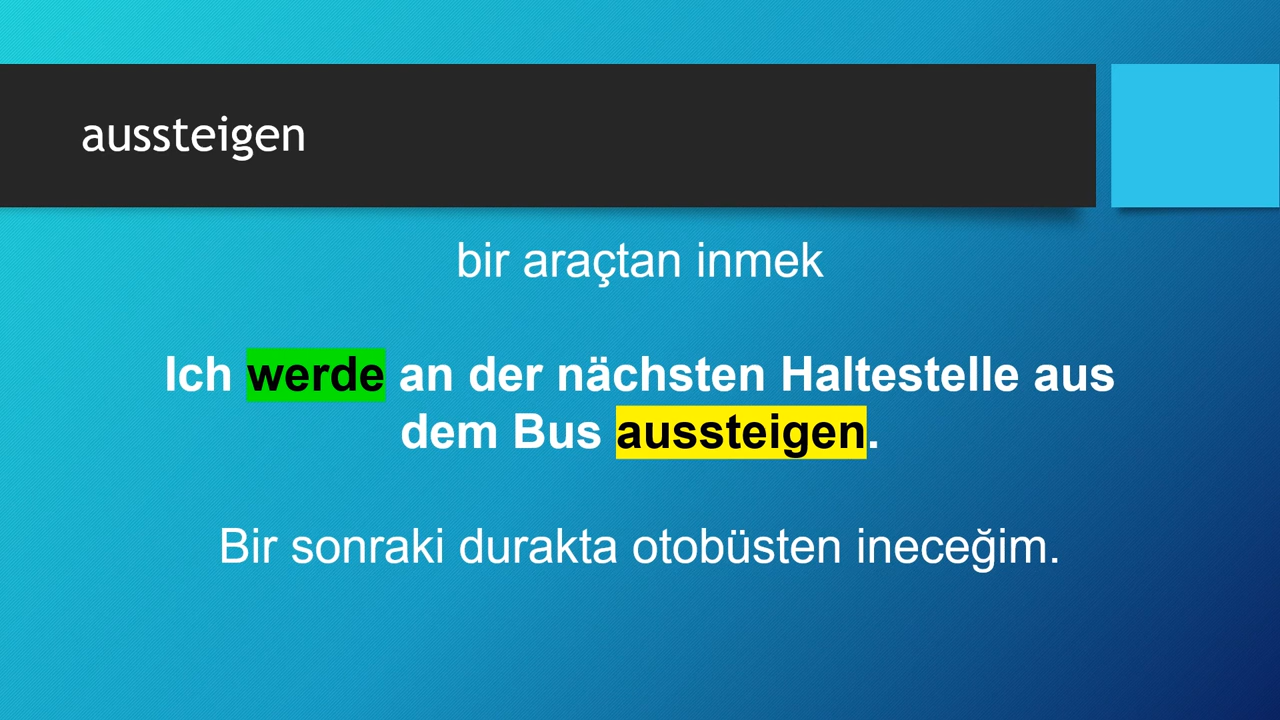 aussteigen
bir araçtan inmek
Ich werde an der nächsten Haltestelle aus
dem Bus aussteigen.
Bir sonraki durakta otobüsten ineceğim.